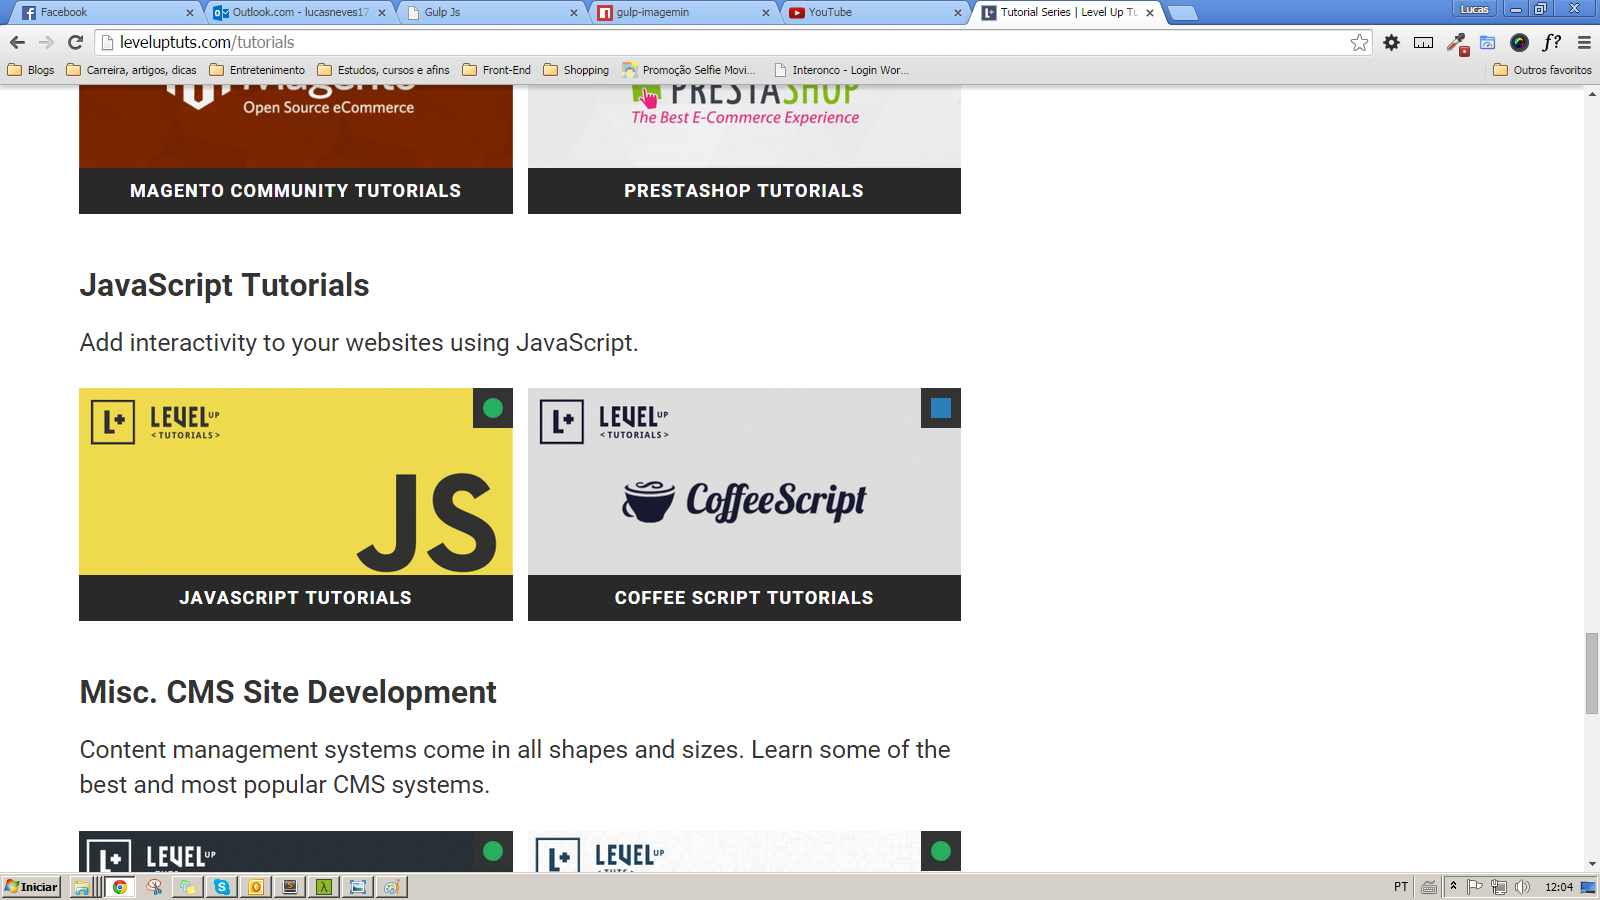 Facebook
Outlook.com - lucasneves17
Gulp Js
gulp-imagemin
YouTube
Tutorial Series | Level Up Tu
Lucas
leveluptuts.com/tutorials
f?
Blogs
Carreira, artigos, dicas
Entretenimento
Estudos, cursos e afins
Front-End
Shopping
Promoção Selfie Movi...
Interonco - Login Wor...
Outros favoritos
Magento
Open Source eCommerce
PRESTASHOP
The Best E-Commerce Experience
MAGENTO COMMUNITY TUTORIALS
PRESTASHOP TUTORIALS
JavaScript Tutorials
Add interactivity to your websites using JavaScript.
L+
LEVEL UP
<TUTORIALS>
JS
L+
LEVEL UP
<TUTORIALS>
CoffeeScript
JAVASCRIPT TUTORIALS
COFFEE SCRIPT TUTORIALS
Misc. CMS Site Development
Content management systems come in all shapes and sizes. Learn some of the
best and most popular CMS systems.
L+
LEVEL UP
L+
LEVEL UP
Iniciar
PT
12:04